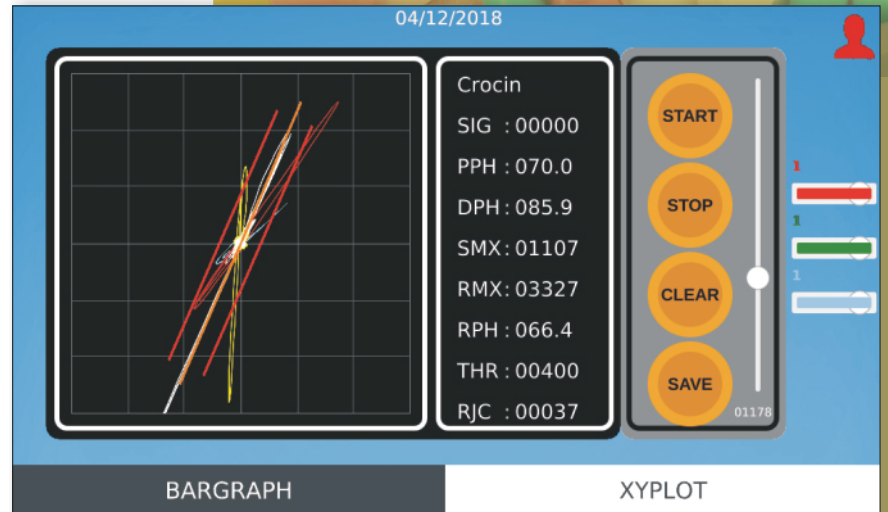 04/12/2018
Crocin
SIG : 00000
PPH : 070.0
DPH : 085.9
SMX : 01107
RMX : 03327
RPH : 066.4
THR : 00400
RJC : 00037
START
STOP
CLEAR
SAVE
01178
1
1
1
BARGRAPH
XYPLOT